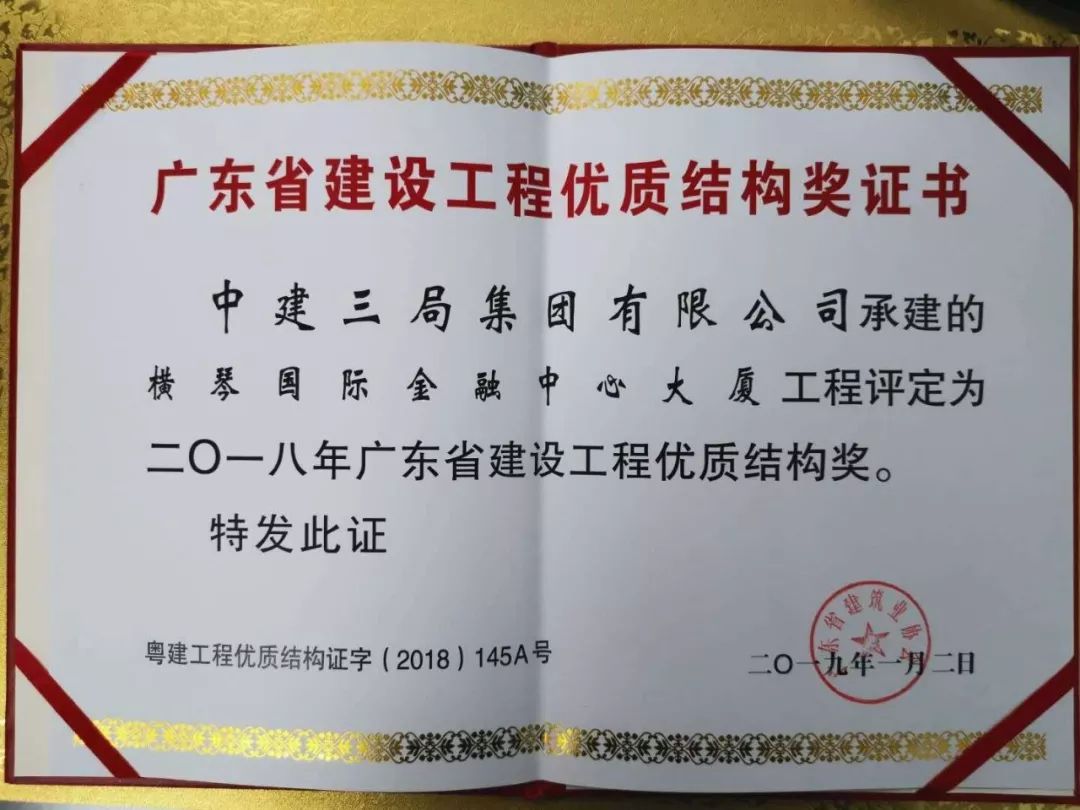 广东省建设工程优质结构奖证书
中建三局集团有限公司承建的
横琴国际金融中心大厦工程评定为
二〇一八年广东省建设工程优质结构奖。
特发此证
粤建工程优质结构证字（2018）145A号
广东省建筑业协会
二〇一九年一月二日